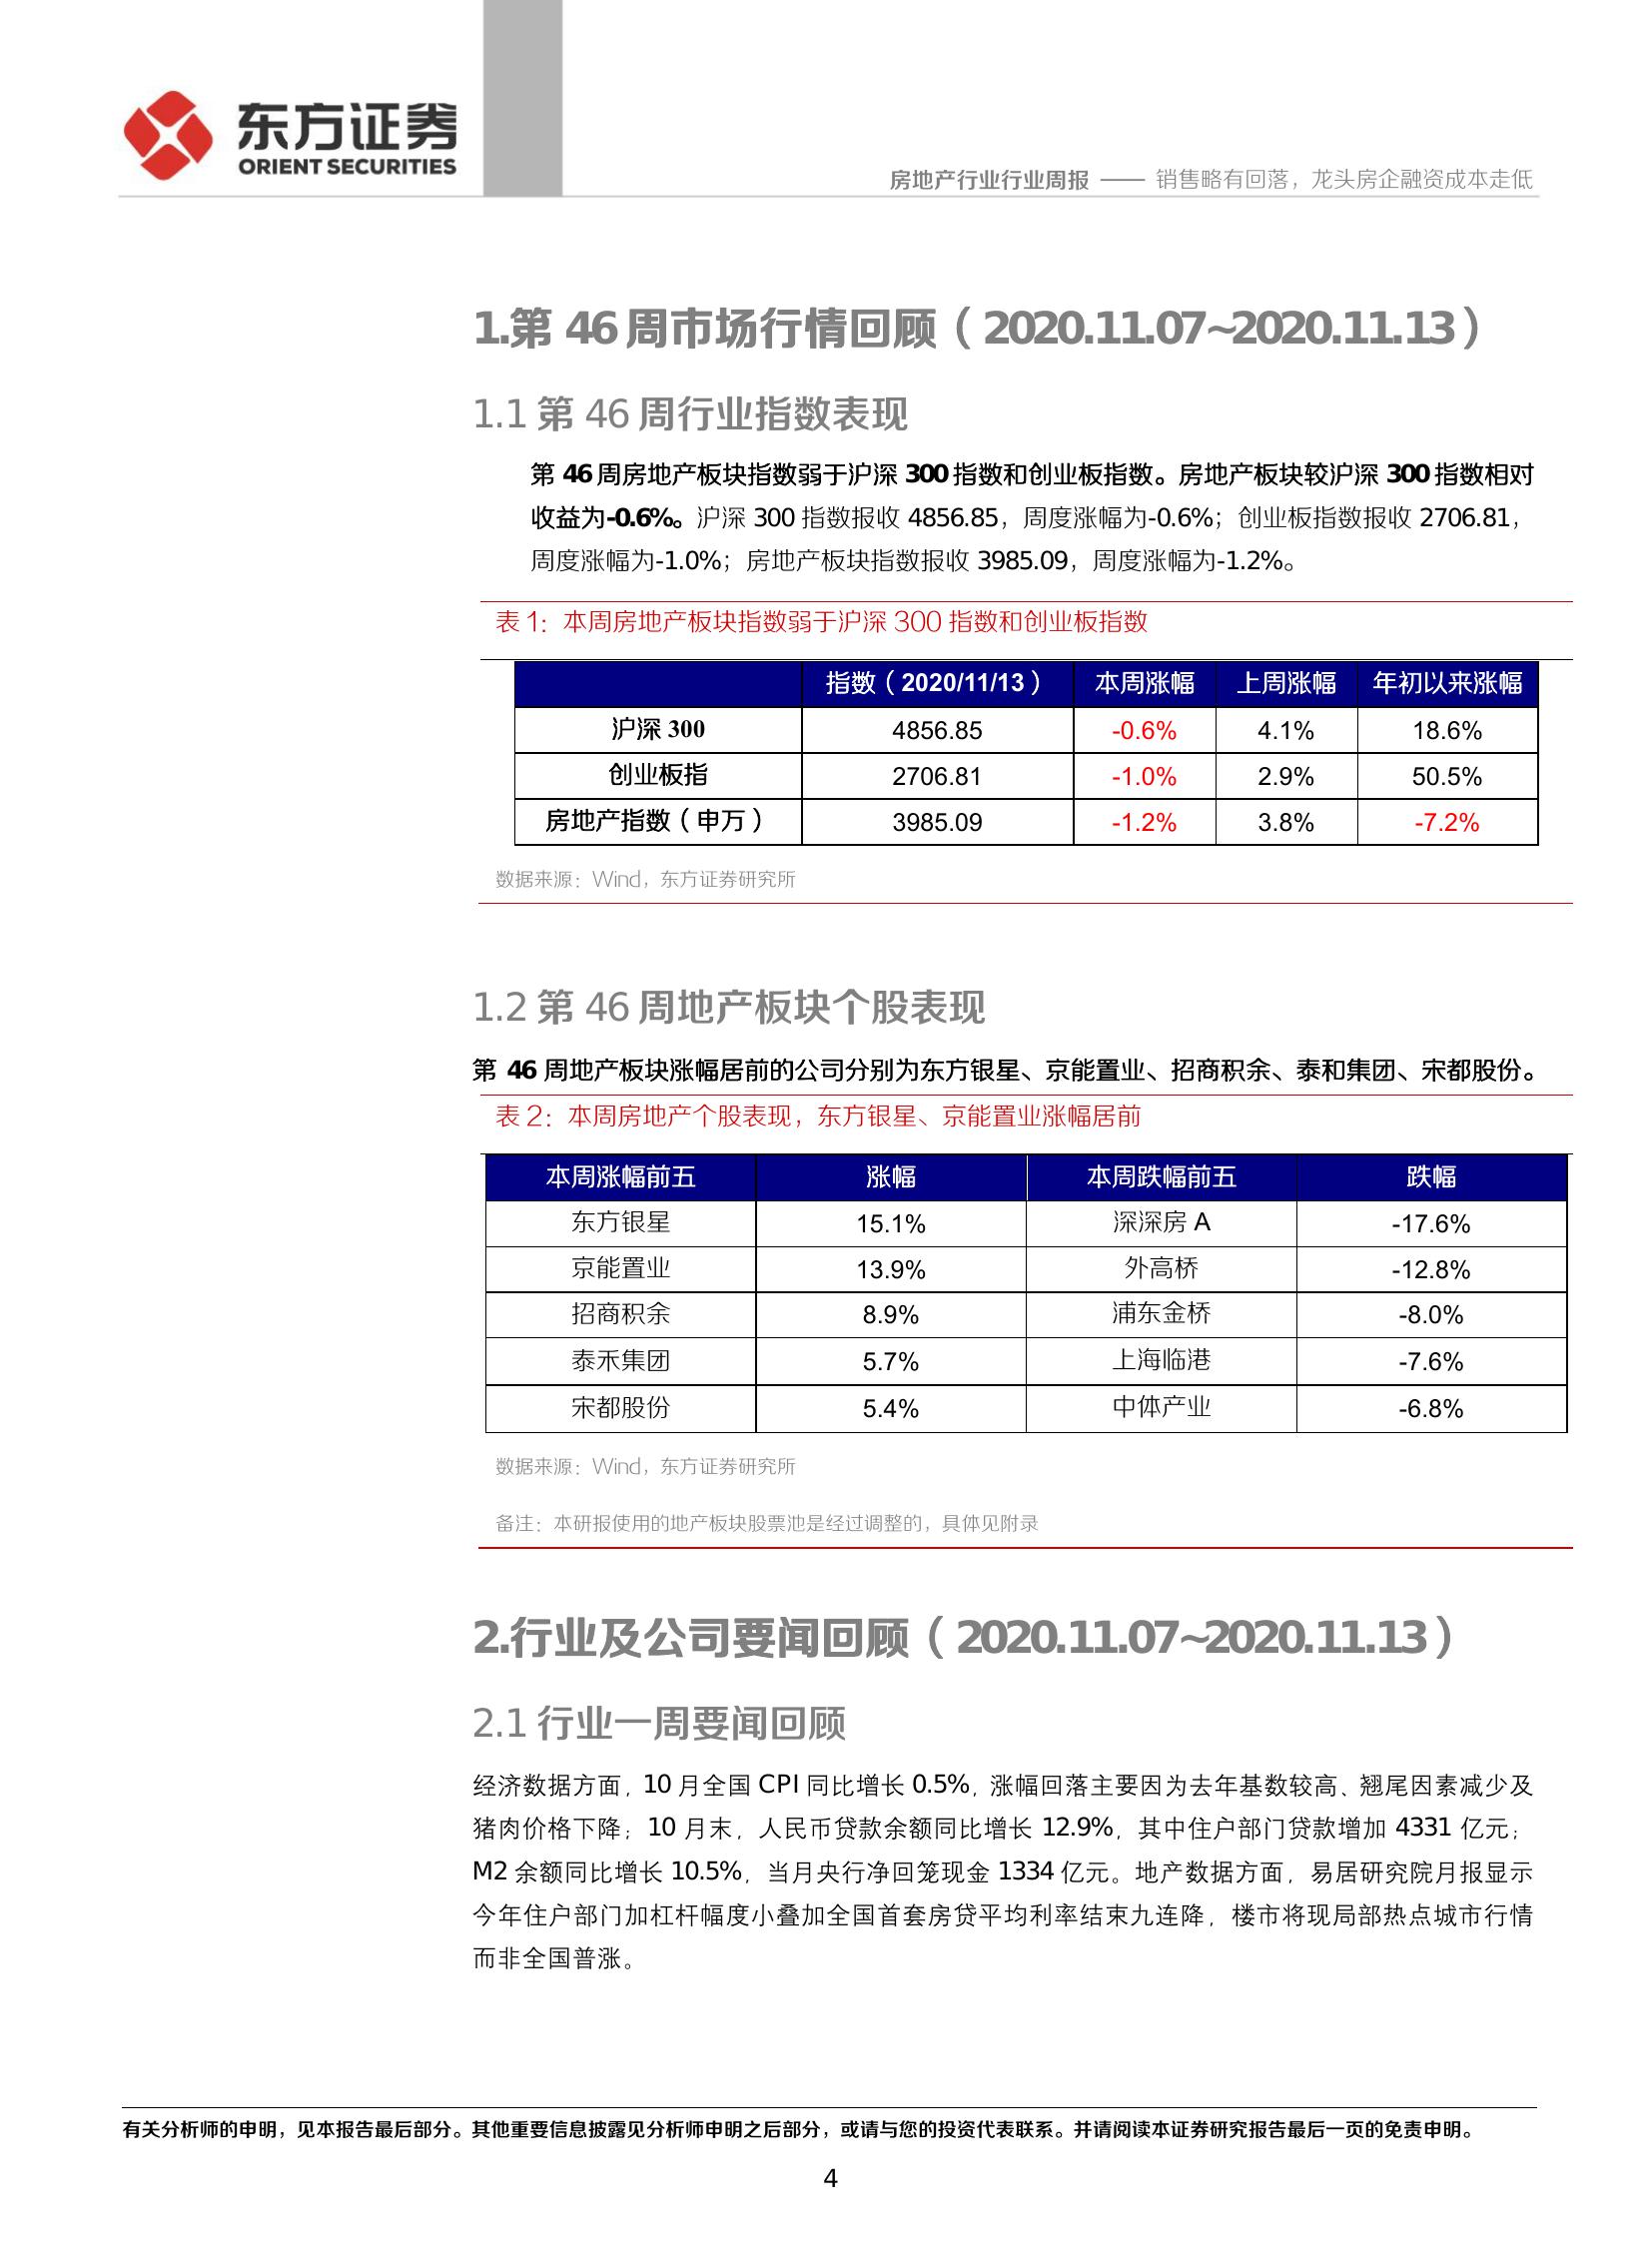 东方证券
ORIENT SECURITIES
房地产行业行业周报 —— 销售略有回落，龙头房企融资成本走低
1.第 46 周市场行情回顾（2020.11.07~2020.11.13）
1.1 第 46 周行业指数表现
第 46 周房地产板块指数弱于沪深 300 指数和创业板指数。房地产板块较沪深 300 指数相对
收益为-0.6%。沪深 300 指数报收 4856.85，周度涨幅为-0.6%；创业板指数报收 2706.81，
周度涨幅为-1.0%；房地产板块指数报收 3985.09，周度涨幅为-1.2%。
表 1：本周房地产板块指数弱于沪深 300 指数和创业板指数
指数（2020/11/13） 本周涨幅 上周涨幅 年初以来涨幅
沪深 300 4856.85 -0.6% 4.1% 18.6%
创业板指 2706.81 -1.0% 2.9% 50.5%
房地产指数（申万） 3985.09 -1.2% 3.8% -7.2%
数据来源：Wind，东方证券研究所
1.2 第 46 周地产板块个股表现
第 46 周地产板块涨幅居前的公司分别为东方银星、京能置业、招商积余、泰和集团、宋都股份。
表 2：本周房地产个股表现，东方银星、京能置业涨幅居前
本周涨幅前五 涨幅 本周跌幅前五 跌幅
东方银星 15.1% 深深房 A -17.6%
京能置业 13.9% 外高桥 -12.8%
招商积余 8.9% 浦东金桥 -8.0%
泰禾集团 5.7% 上海临港 -7.6%
宋都股份 5.4% 中体产业 -6.8%
数据来源：Wind，东方证券研究所
备注：本研报使用的地产板块股票池是经过调整的，具体见附录
2.行业及公司要闻回顾（2020.11.07~2020.11.13）
2.1 行业一周要闻回顾
经济数据方面，10 月全国 CPI 同比增长 0.5%，涨幅回落主要因为去年基数较高、翘尾因素减少及
猪肉价格下降；10 月末，人民币贷款余额同比增长 12.9%，其中住户部门贷款增加 4331 亿元；
M2 余额同比增长 10.5%，当月央行净回笼现金 1334 亿元。地产数据方面，易居研究院月报显示
今年住户部门加杠杆幅度小叠加全国首套房贷平均利率结束九连降，楼市将现局部热点城市行情
而非全国普涨。
有关分析师的申明，见本报告最后部分。其他重要信息披露见分析师申明之后部分，或请与您的投资代表联系。并请阅读本证券研究报告最后一页的免责申明。
4